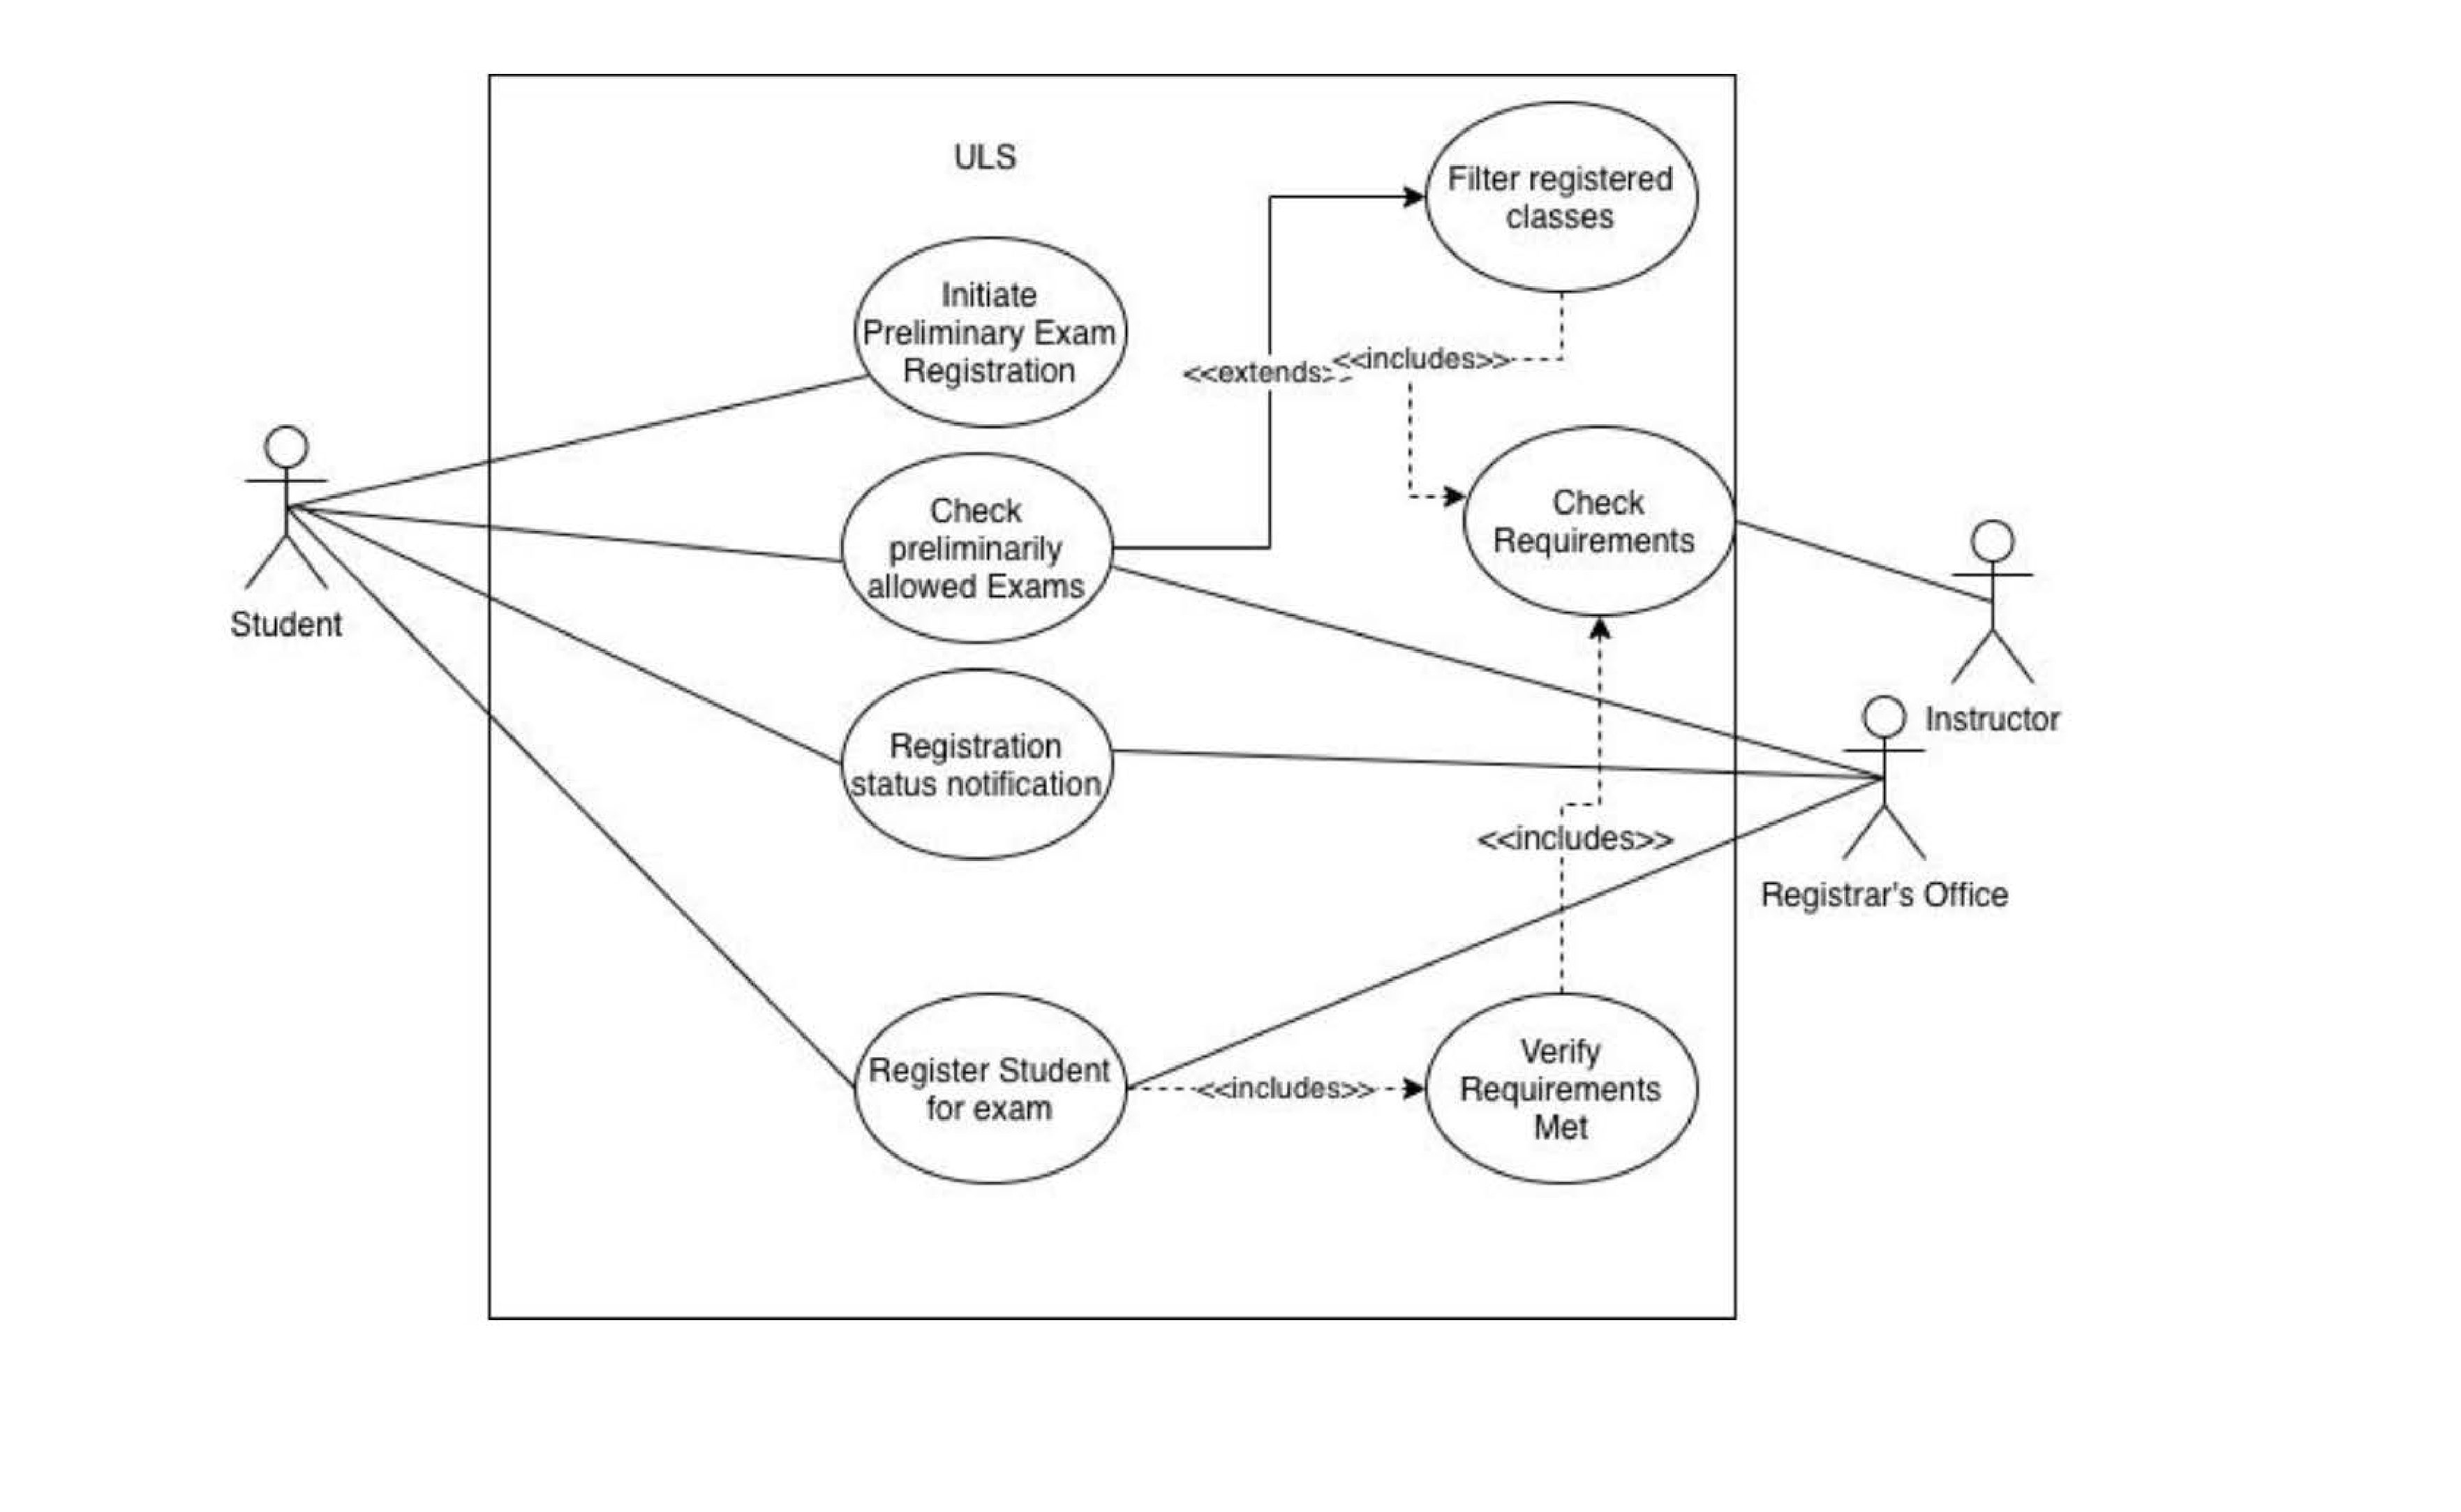 ULS
Filter registered
classes
Initiate
Preliminary Exam
Registration
<<extends>>
<<includes>>
Check
preliminarily
allowed Exams
Check
Requirements
Student
Instructor
Registration
status notification
<<includes>>
Registrar's Office
Register Student
for exam
<<includes>>
Verify
Requirements
Met